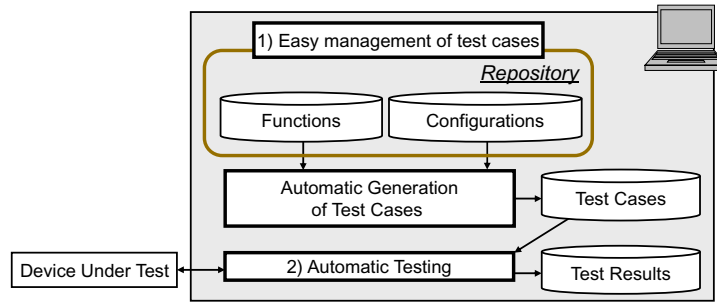 1) Easy management of test cases
Repository
Functions
Configurations
Automatic Generation
of Test Cases
Test Cases
Device Under Test
2) Automatic Testing
Test Results